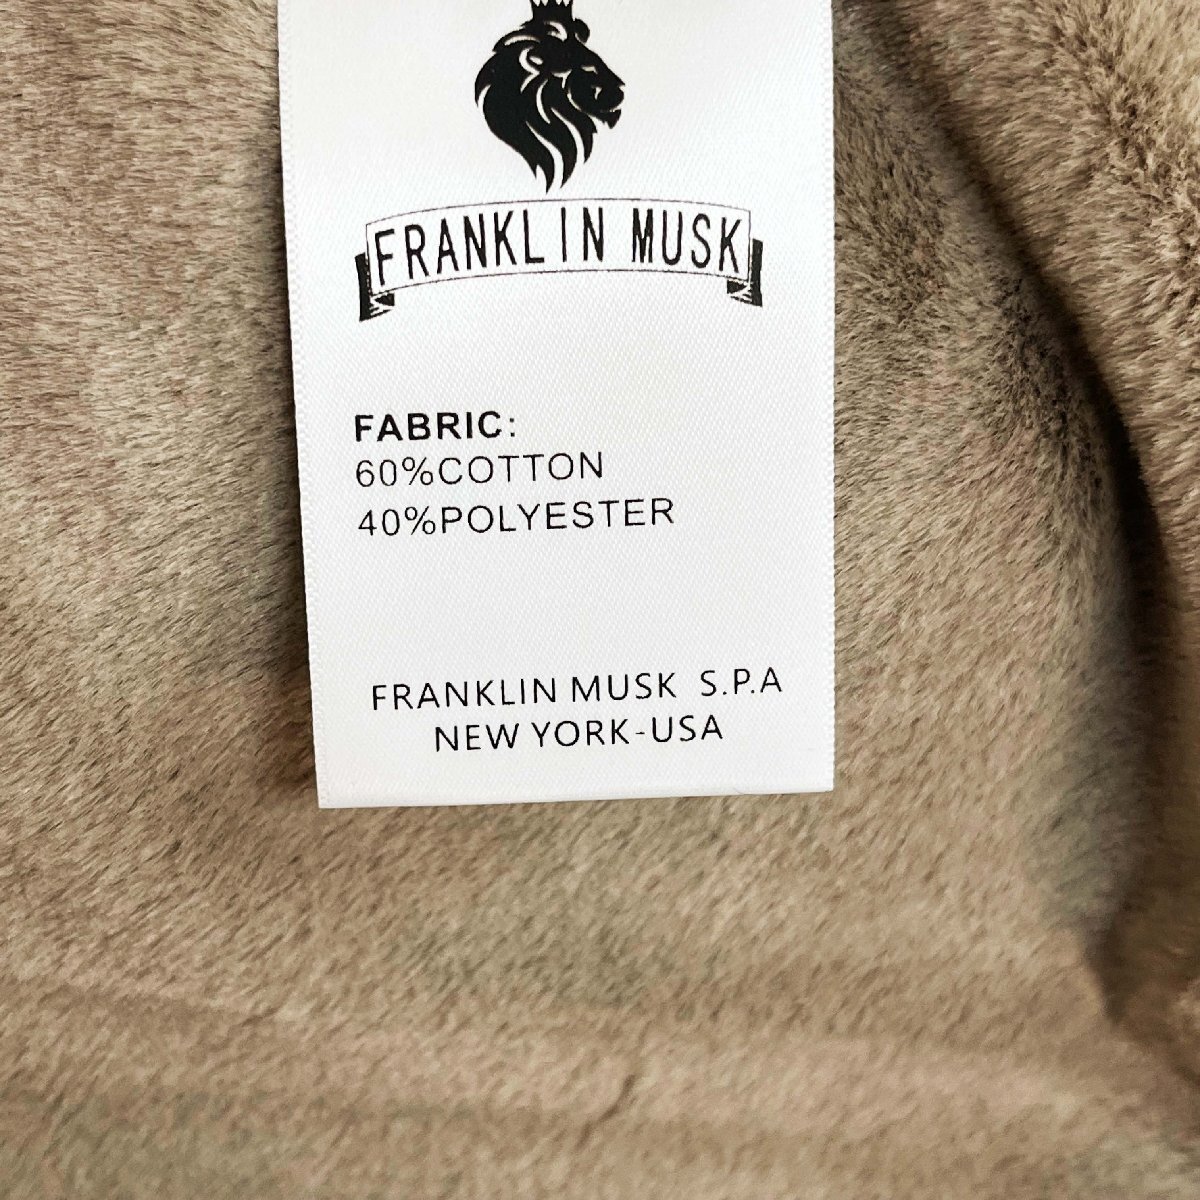 FRANKLIN MUSK
FABRIC:
60%COTTON
40%POLYESTER
FRANKLIN MUSK S.P.A
NEW YORK-USA